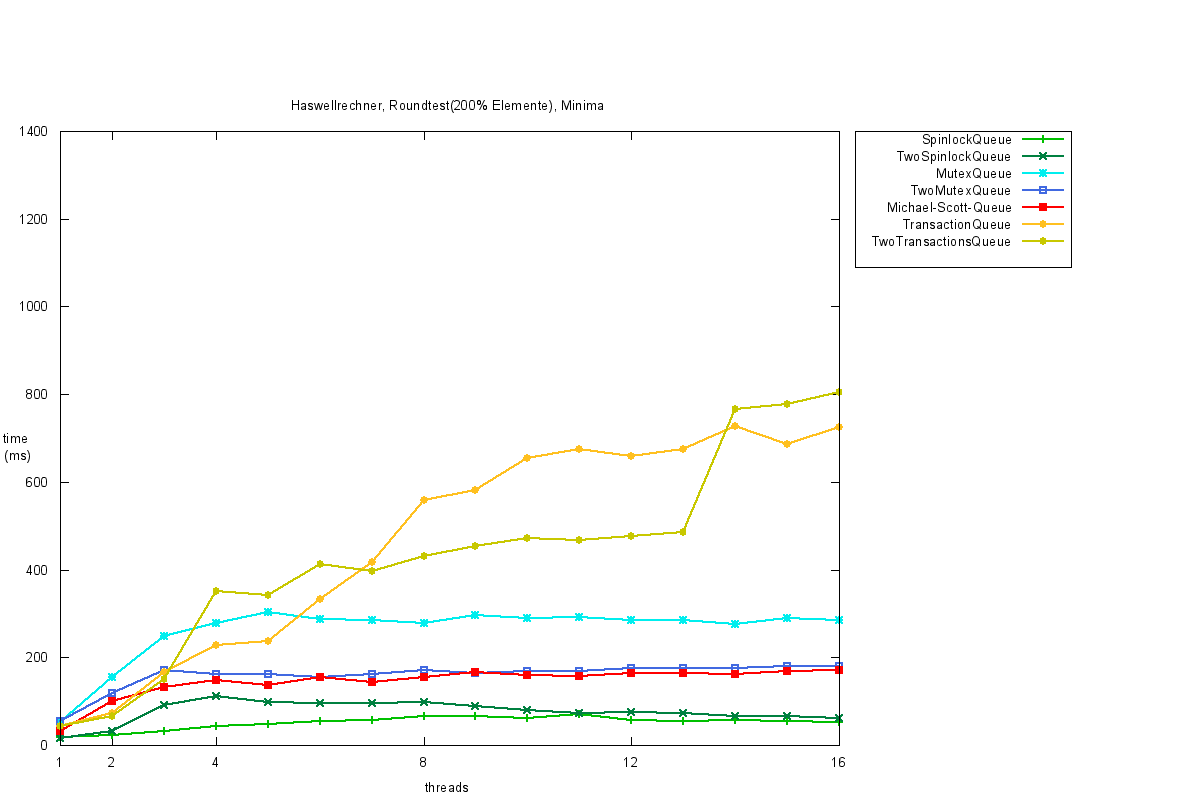 Haswellrechner, Roundtest(200% Elemente), Minima
1400
1200
1000
800
600
400
200
0
time
(ms)
1 2 4 8 12 16
threads
SpinlockQueue
TwoSpinlockQueue
MutexQueue
TwoMutexQueue
Michael-Scott-Queue
TransactionQueue
TwoTransactionsQueue